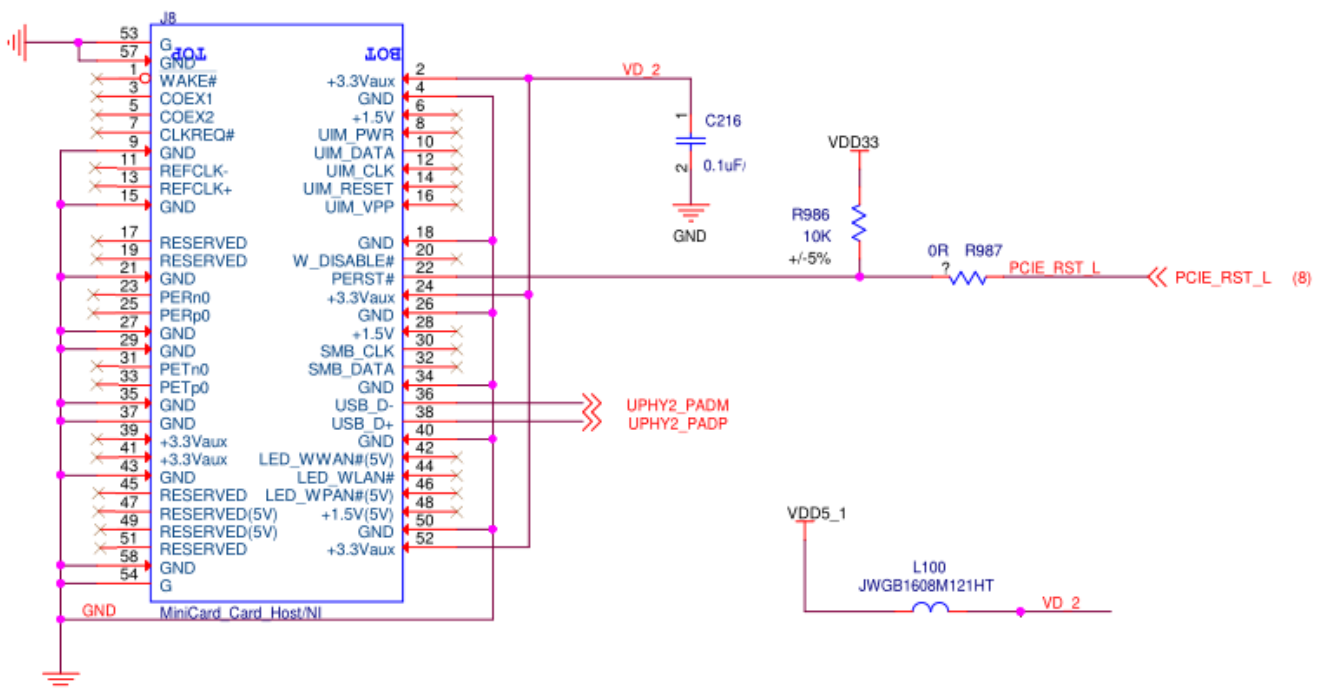 J8
TOP
BOT
53 G
57 GND
1 WAKE#
3 COEX1
5 COEX2
7 CLKREQ#
9 GND
11 REFCLK-
13 REFCLK+
15 GND
17 RESERVED
19 RESERVED
21 GND
23 PERn0
25 PERp0
27 GND
29 GND
31 PETn0
33 PETp0
35 GND
37 GND
39 +3.3Vaux
41 +3.3Vaux
43 GND
45 RESERVED
47 RESERVED(5V)
49 RESERVED(5V)
51 RESERVED
58 GND
54 G
+3.3Vaux 2
GND 4
+1.5V 6
UIM_PWR 8
UIM_DATA 10
UIM_CLK 12
UIM_RESET 14
UIM_VPP 16
GND 18
W_DISABLE# 20
PERST# 22
+3.3Vaux 24
GND 26
+1.5V 28
SMB_CLK 30
SMB_DATA 32
GND 34
USB_D- 36
USB_D+ 38
GND 40
LED_WWAN#(5V) 42
LED_WLAN# 44
LED_WPAN#(5V) 46
+1.5V(5V) 48
GND 50
+3.3Vaux 52
GND
MiniCard_Card_Host/NI
VD_2
1
C216
2
0.1uF/
GND
VDD33
R986
10K
+/-5%
0R R987
?
PCIE_RST_L
PCIE_RST_L (8)
UPHY2_PADM
UPHY2_PADP
VDD5_1
L100
JWGB1608M121HT
VD_2